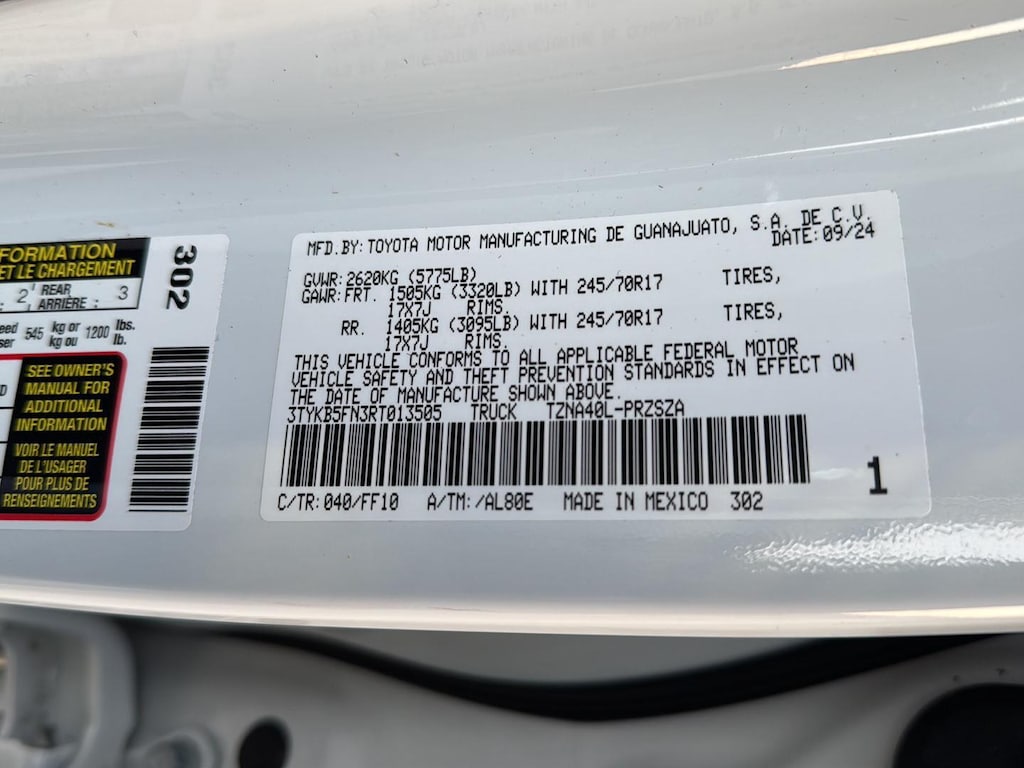 FORMATION
ET LE CHARGEMENT
: 2 REAR ARRIÈRE : 3
545 kg or kg ou 1200 lbs. lb.
SEE OWNER'S
MANUAL FOR
ADDITIONAL
INFORMATION
VOIR LE MANUEL
DE L'USAGER
POUR PLUS DE
RENSEIGNEMENTS
302
MFD.BY: TOYOTA MOTOR MANUFACTURING DE GUANAJUATO, S.A. DE C.V.
DATE: 09/24
GVWR: 2620KG (5775LB)
GAWR: FRT. 1505KG (3320LB) WITH 245/70R17 TIRES,
17X7J RIMS.
RR. 1405KG (3095LB) WITH 245/70R17 TIRES,
17X7J RIMS.
THIS VEHICLE CONFORMS TO ALL APPLICABLE FEDERAL MOTOR
VEHICLE SAFETY AND THEFT PREVENTION STANDARDS IN EFFECT ON
THE DATE OF MANUFACTURE SHOWN ABOVE.
3TYKB5FN3RT013505 TRUCK TZNA40L-PRZSZA
C/TR: 040/FF10 A/TM: /AL80E MADE IN MEXICO 302
1